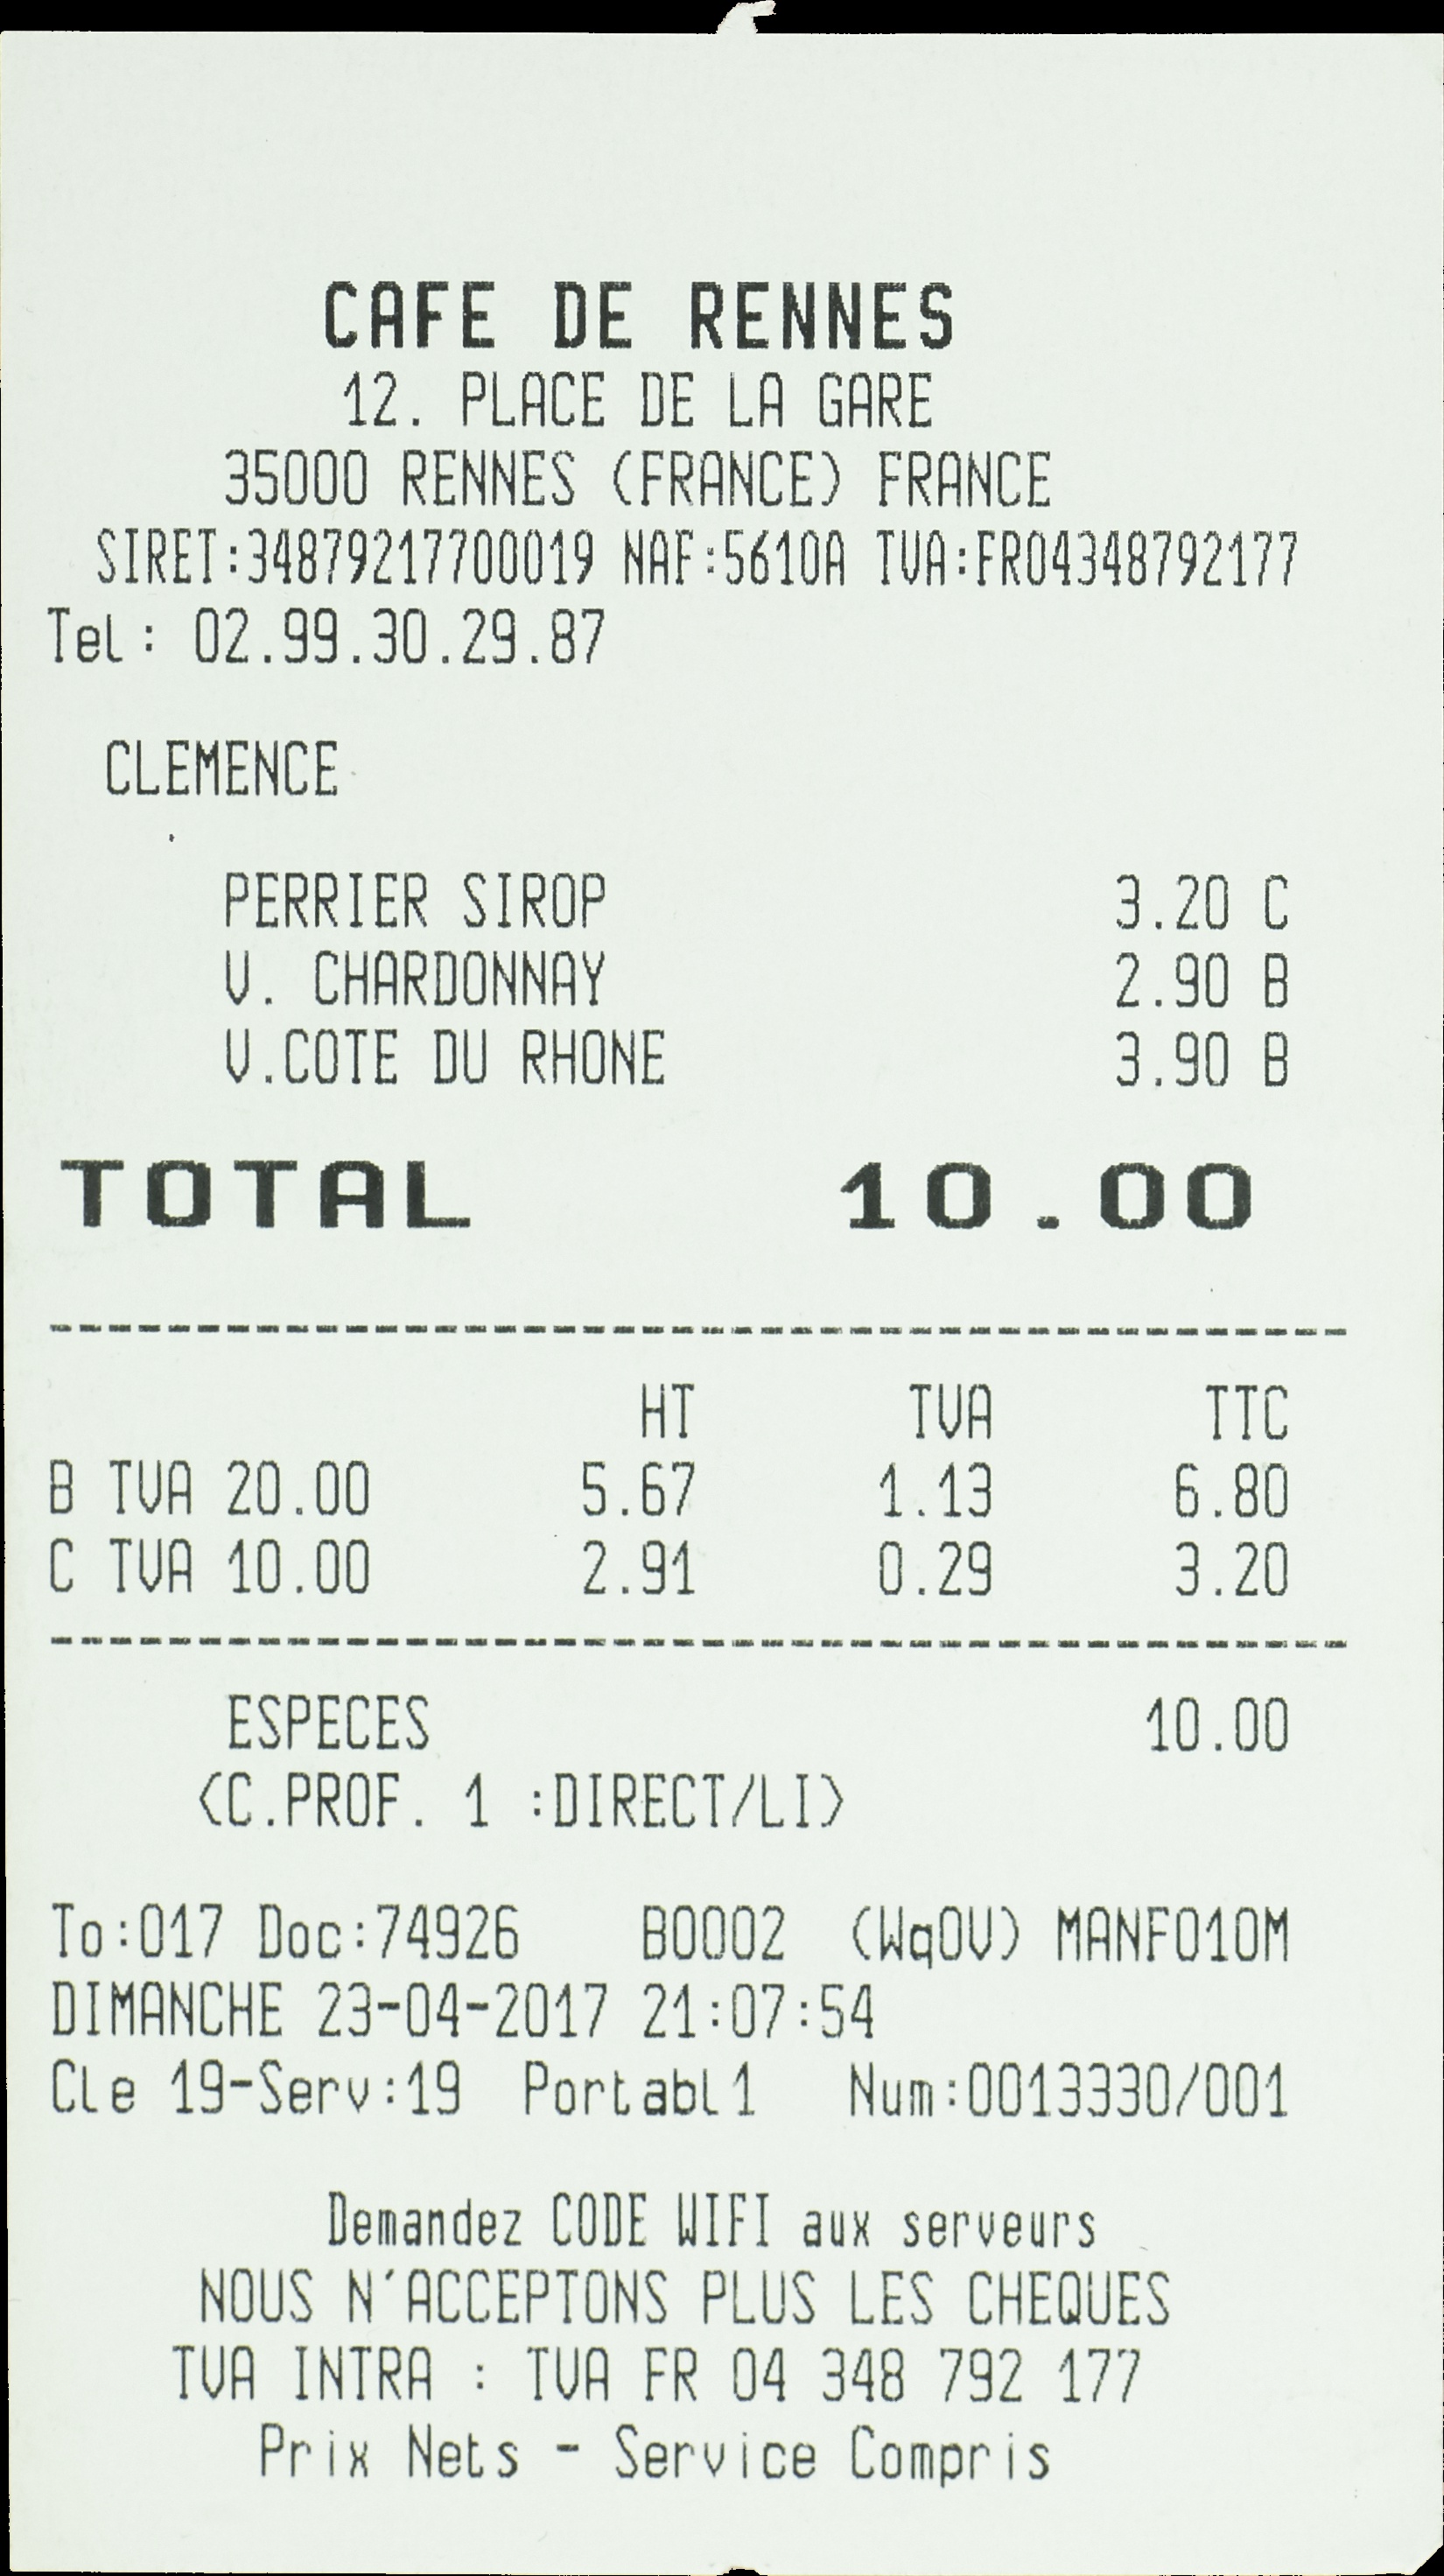 CAFE DE RENNES
12. PLACE DE LA GARE
35000 RENNES (FRANCE) FRANCE
SIRET:34879217700019 NAF:5610A TVA:FR04348792177
Tel: 02.99.30.29.87
CLEMENCE
PERRIER SIROP 3.20 C
V. CHARDONNAY 2.90 B
V.COTE DU RHONE 3.90 B
TOTAL 10.00
--------------------------------------------
HT TVA TTC
B TVA 20.00 5.67 1.13 6.80
C TVA 10.00 2.91 0.29 3.20
--------------------------------------------
ESPECES 10.00
<C.PROF. 1 :DIRECT/LI>
To:017 Doc:74926 B0002 (WqOV) MANF010M
DIMANCHE 23-04-2017 21:07:54
Cle 19-Serv:19 Portabl1 Num:0013330/001
Demandez CODE WIFI aux serveurs
NOUS N'ACCEPTONS PLUS LES CHEQUES
TVA INTRA : TVA FR 04 348 792 177
Prix Nets - Service Compris